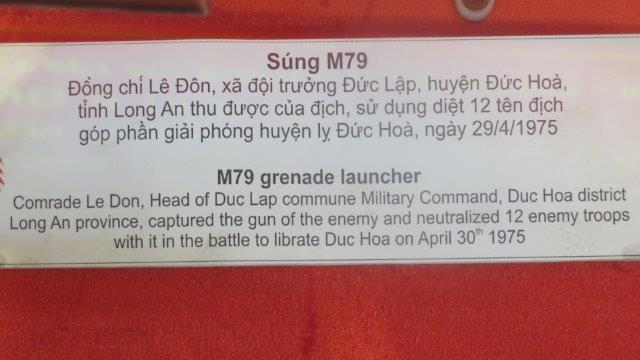 Súng M79
Đồng chí Lê Đôn, xã đội trưởng Đức Lập, huyện Đức Hoà,
tỉnh Long An thu được của địch, sử dụng diệt 12 tên địch
góp phần giải phóng huyện lỵ Đức Hoà, ngày 29/4/1975
M79 grenade launcher
Comrade Le Don, Head of Duc Lap commune Military Command, Duc Hoa district
Long An province, captured the gun of the enemy and neutralized 12 enemy troops
with it in the battle to librate Duc Hoa on April 30th 1975